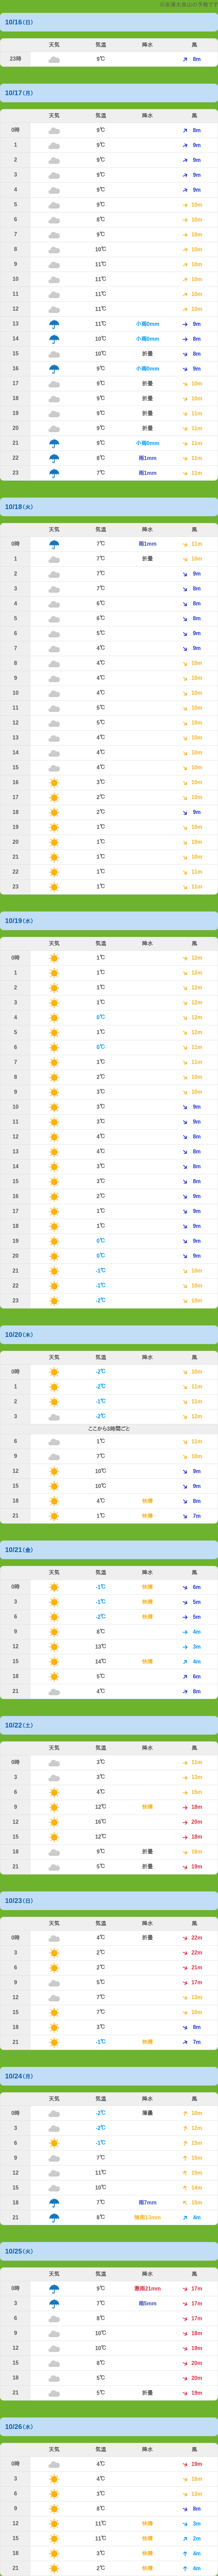 10/16(日)
天気 気温 降水 風
23時 9℃ 8m
10/17(月)
天気 気温 降水 風
0時 9℃ 8m
1 9℃ 9m
2 9℃ 9m
3 9℃ 9m
4 9℃ 9m
5 9℃ 10m
6 8℃ 10m
7 9℃ 10m
8 10℃ 10m
9 11℃ 10m
10 11℃ 10m
11 11℃ 10m
12 11℃ 10m
13 11℃ 小雨0mm 9m
14 10℃ 小雨0mm 8m
15 10℃ 折曇 8m
16 9℃ 小雨0mm 9m
17 9℃ 折曇 10m
18 9℃ 折曇 10m
19 9℃ 折曇 11m
20 9℃ 折曇 11m
21 9℃ 小雨0mm 11m
22 8℃ 雨1mm 11m
23 7℃ 雨1mm 11m
10/18(火)
天気 気温 降水 風
0時 7℃ 雨1mm 11m
1 7℃ 折曇 10m
2 7℃ 9m
3 7℃ 8m
4 6℃ 8m
5 6℃ 8m
6 5℃ 9m
7 4℃ 9m
8 4℃ 10m
9 4℃ 10m
10 4℃ 10m
11 5℃ 10m
12 5℃ 10m
13 4℃ 10m
14 4℃ 10m
15 4℃ 10m
16 3℃ 10m
17 2℃ 10m
18 2℃ 9m
19 1℃ 10m
20 1℃ 10m
21 1℃ 10m
22 1℃ 11m
23 1℃ 11m
10/19(水)
天気 気温 降水 風
0時 1℃ 12m
1 1℃ 12m
2 1℃ 12m
3 1℃ 12m
4 0℃ 12m
5 1℃ 12m
6 0℃ 11m
7 1℃ 11m
8 2℃ 10m
9 3℃ 10m
10 3℃ 9m
11 3℃ 9m
12 4℃ 8m
13 4℃ 8m
14 3℃ 8m
15 3℃ 8m
16 2℃ 9m
17 1℃ 9m
18 1℃ 9m
19 0℃ 9m
20 0℃ 9m
21 -1℃ 10m
22 -1℃ 10m
23 -2℃ 10m
10/20(木)
天気 気温 降水 風
0時 -2℃ 10m
1 -2℃ 11m
2 -1℃ 11m
3 -2℃ 12m
ここから3時間ごと
6 1℃ 11m
9 7℃ 10m
12 10℃ 9m
15 10℃ 9m
18 4℃ 快晴 8m
21 1℃ 快晴 7m
10/21(金)
天気 気温 降水 風
0時 -1℃ 快晴 6m
3 -1℃ 快晴 5m
6 -2℃ 快晴 5m
9 8℃ 4m
12 13℃ 3m
15 14℃ 快晴 4m
18 5℃ 6m
21 4℃ 8m
10/22(土)
天気 気温 降水 風
0時 3℃ 11m
3 3℃ 13m
6 4℃ 15m
9 12℃ 快晴 18m
12 16℃ 20m
15 12℃ 18m
18 9℃ 折曇 16m
21 5℃ 折曇 19m
10/23(日)
天気 気温 降水 風
0時 4℃ 折曇 22m
3 2℃ 22m
6 2℃ 21m
9 5℃ 17m
12 7℃ 13m
15 7℃ 10m
18 3℃ 8m
21 -1℃ 快晴 7m
10/24(月)
天気 気温 降水 風
0時 -2℃ 薄曇 10m
3 -2℃ 12m
6 -1℃ 15m
9 7℃ 15m
12 11℃ 15m
15 10℃ 14m
18 7℃ 雨7mm 10m
21 8℃ 強雨13mm 4m
10/25(火)
天気 気温 降水 風
0時 9℃ 豪雨21mm 17m
3 7℃ 雨5mm 17m
6 8℃ 17m
9 10℃ 18m
12 10℃ 19m
15 8℃ 20m
18 5℃ 20m
21 5℃ 折曇 19m
10/26(水)
天気 気温 降水 風
0時 4℃ 19m
3 4℃ 16m
6 3℃ 13m
9 8℃ 8m
12 11℃ 快晴 3m
15 11℃ 快晴 2m
18 3℃ 快晴 4m
21 2℃ 快晴 4m